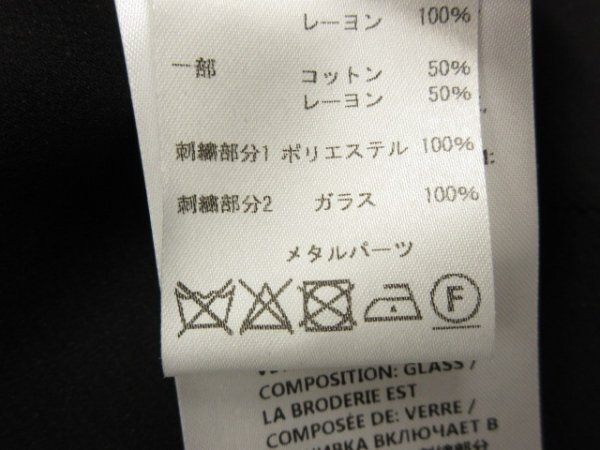 レーヨン 100%
一部 コットン 50%
レーヨン 50%
刺繍部分1 ポリエステル 100%
刺繍部分2 ガラス 100%
メタルパーツ
F
COMPOSITION: GLASS /
LA BRODERIE EST
COMPOSÉE DE: VERRE /
ВКЛЮЧАЕТ В